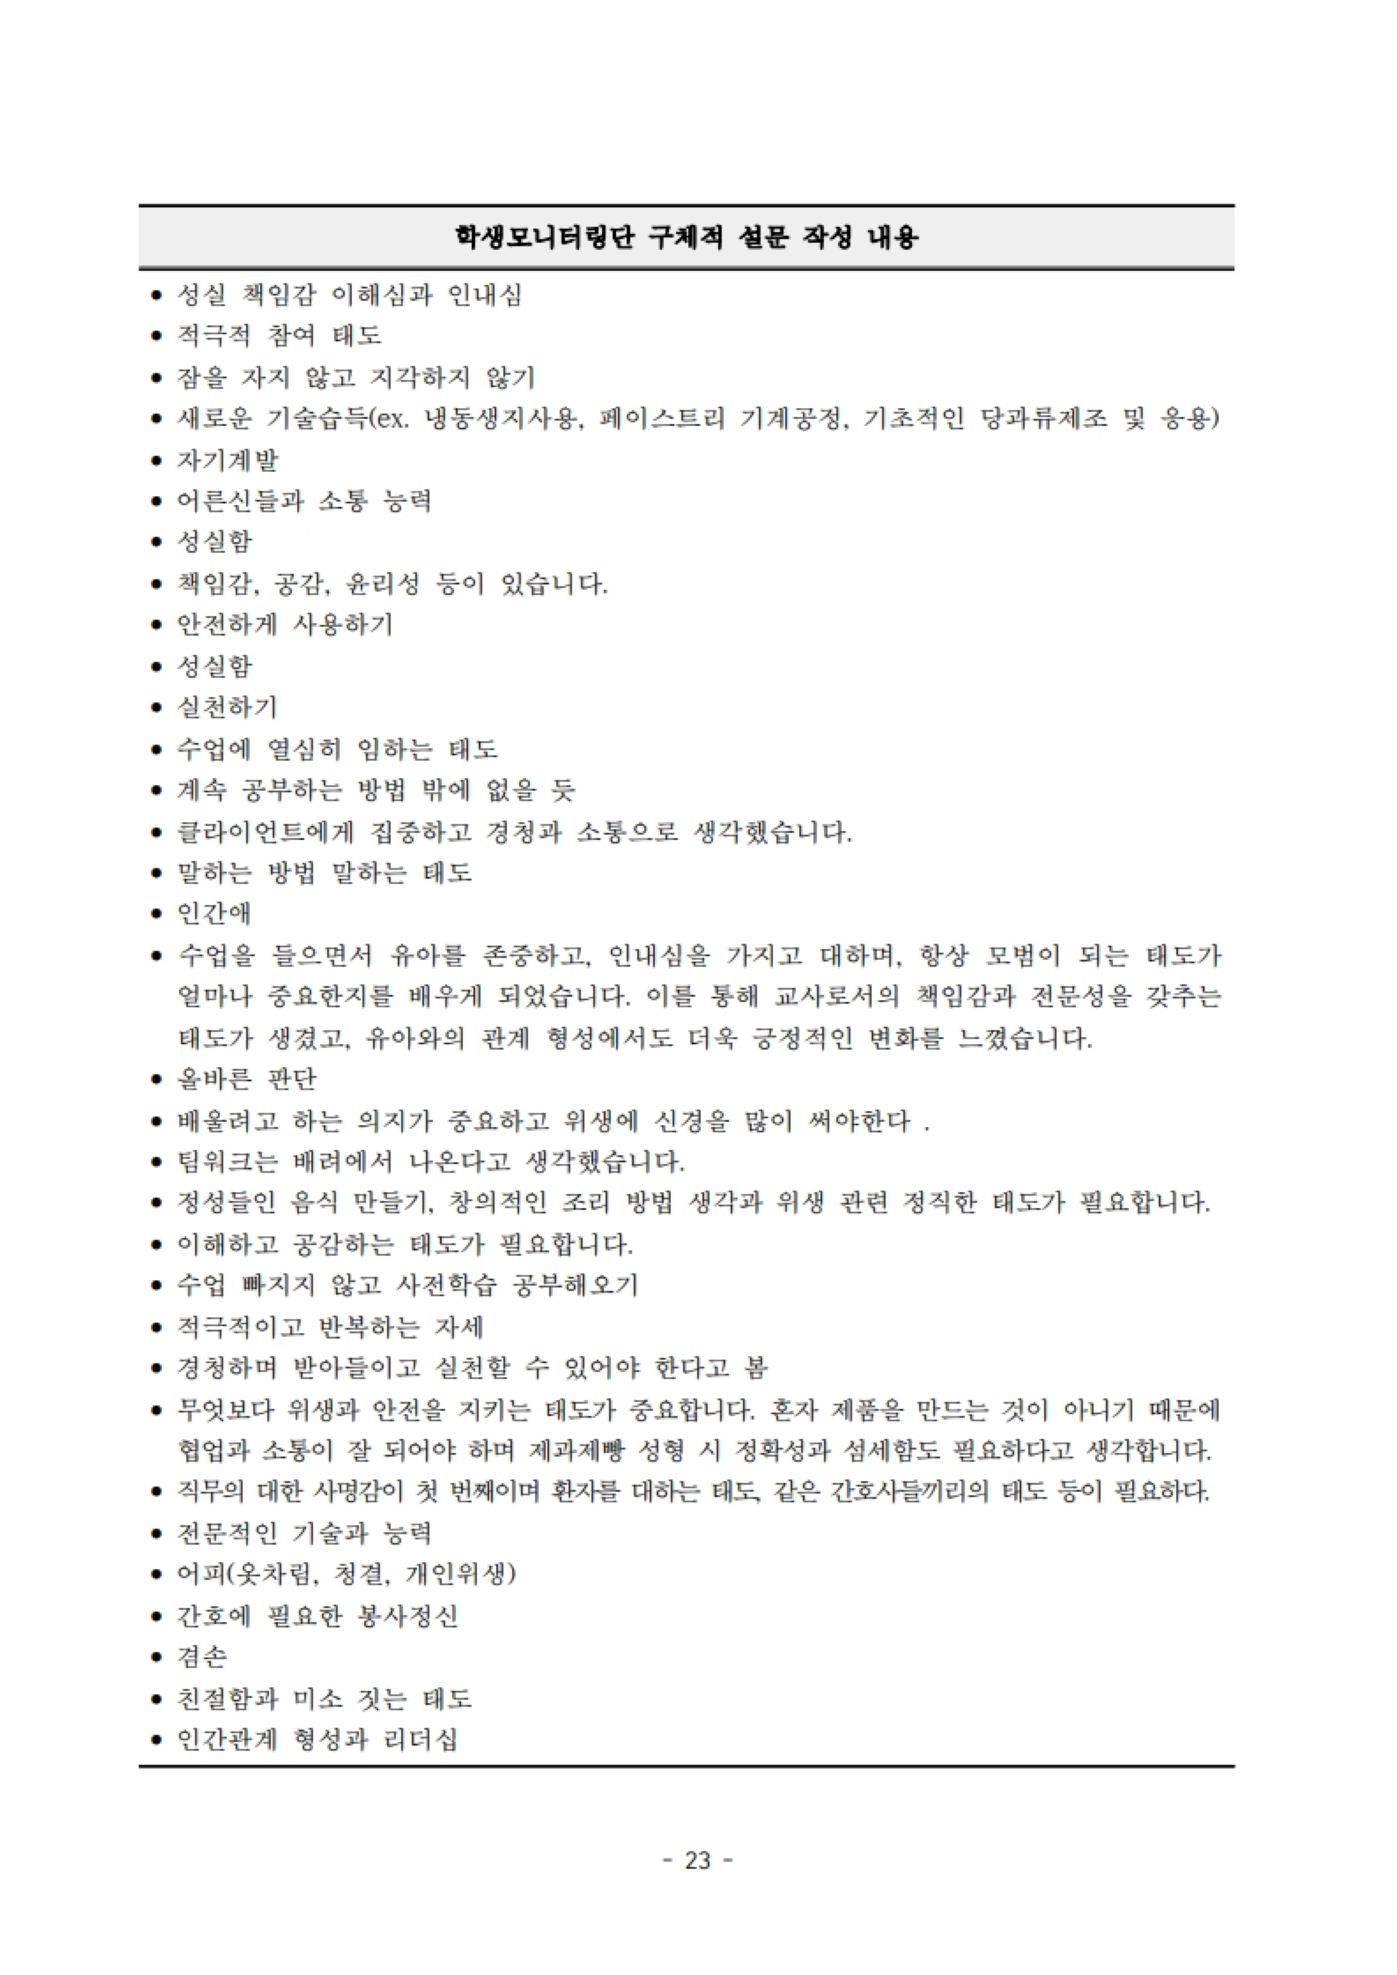 학생모니터링단 구체적 설문 작성 내용
● 성실 책임감 이해심과 인내심
● 적극적 참여 태도
● 잠을 자지 않고 지각하지 않기
● 새로운 기술습득(ex. 냉동생지사용, 페이스트리 기계공정, 기초적인 당과류제조 및 응용)
● 자기계발
● 어른신들과 소통 능력
● 성실함
● 책임감, 공감, 윤리성 등이 있습니다.
● 안전하게 사용하기
● 성실함
● 실천하기
● 수업에 열심히 임하는 태도
● 계속 공부하는 방법 밖에 없을 듯
● 클라이언트에게 집중하고 경청과 소통으로 생각했습니다.
● 말하는 방법 말하는 태도
● 인간애
● 수업을 들으면서 유아를 존중하고, 인내심을 가지고 대하며, 항상 모범이 되는 태도가
얼마나 중요한지를 배우게 되었습니다. 이를 통해 교사로서의 책임감과 전문성을 갖추는
태도가 생겼고, 유아와의 관계 형성에서도 더욱 긍정적인 변화를 느꼈습니다.
● 올바른 판단
● 배울려고 하는 의지가 중요하고 위생에 신경을 많이 써야한다 .
● 팀워크는 배려에서 나온다고 생각했습니다.
● 정성들인 음식 만들기, 창의적인 조리 방법 생각과 위생 관련 정직한 태도가 필요합니다.
● 이해하고 공감하는 태도가 필요합니다.
● 수업 빠지지 않고 사전학습 공부해오기
● 적극적이고 반복하는 자세
● 경청하며 받아들이고 실천할 수 있어야 한다고 봄
● 무엇보다 위생과 안전을 지키는 태도가 중요합니다. 혼자 제품을 만드는 것이 아니기 때문에
협업과 소통이 잘 되어야 하며 제과제빵 성형 시 정확성과 섬세함도 필요하다고 생각합니다.
● 직무의 대한 사명감이 첫 번째이며 환자를 대하는 태도, 같은 간호사들끼리의 태도 등이 필요하다.
● 전문적인 기술과 능력
● 어피(옷차림, 청결, 개인위생)
● 간호에 필요한 봉사정신
● 겸손
● 친절함과 미소 짓는 태도
● 인간관계 형성과 리더십
- 23 -